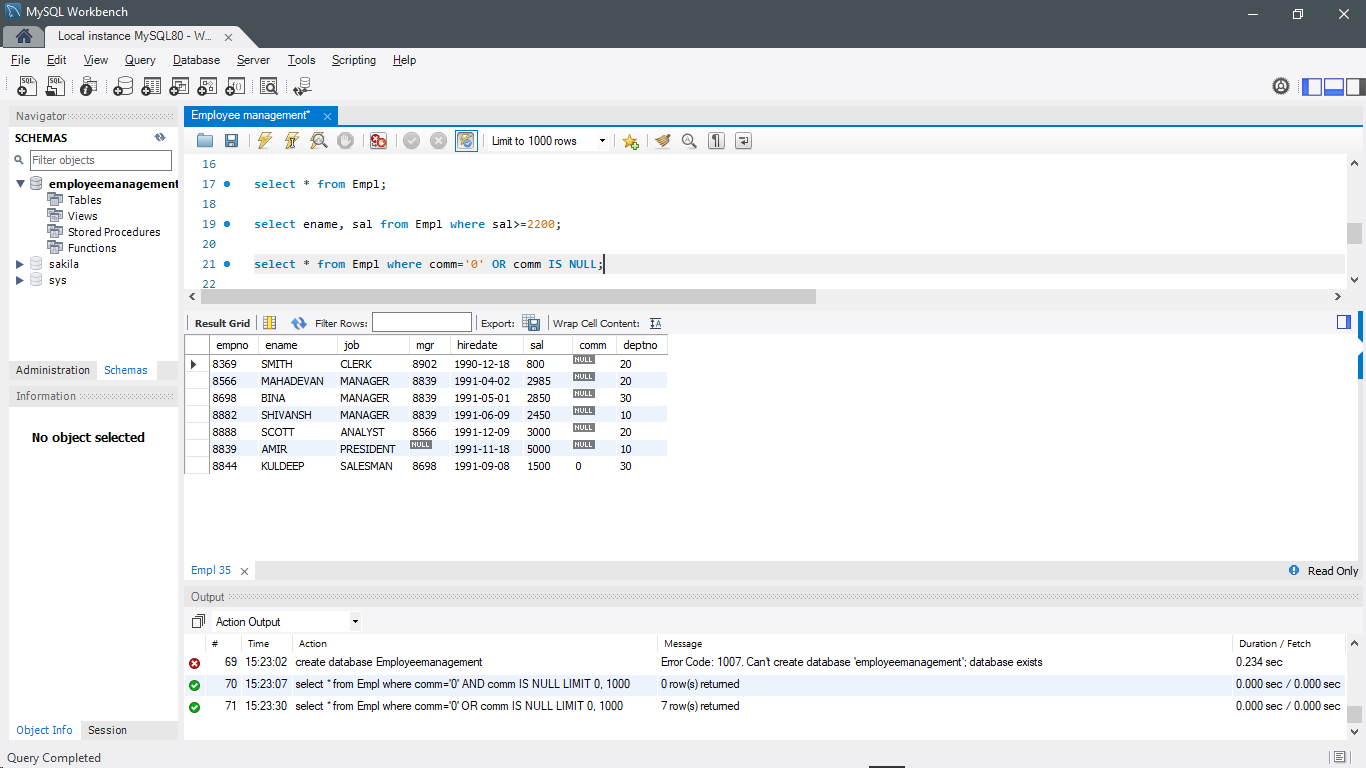 MySQL Workbench
Local instance MySQL80 - W...
File Edit View Query Database Server Tools Scripting Help
Navigator
SCHEMAS
Filter objects
employeemanagement
Tables
Views
Stored Procedures
Functions
sakila
sys
Administration Schemas
Information
No object selected
Object Info Session
Employee management*
Limit to 1000 rows
16
17 select * from Empl;
18
19 select ename, sal from Empl where sal>=2200;
20
21 select * from Empl where comm='0' OR comm IS NULL;
22
Result Grid Filter Rows: Export: Wrap Cell Content:
empno ename job mgr hiredate sal comm deptno
8369 SMITH CLERK 8902 1990-12-18 800 NULL 20
8566 MAHADEVAN MANAGER 8839 1991-04-02 2985 NULL 20
8698 BINA MANAGER 8839 1991-05-01 2850 NULL 30
8882 SHIVANSH MANAGER 8839 1991-06-09 2450 NULL 10
8888 SCOTT ANALYST 8566 1991-12-09 3000 NULL 20
8839 AMIR PRESIDENT NULL 1991-11-18 5000 NULL 10
8844 KULDEEP SALESMAN 8698 1991-09-08 1500 0 30
Empl 35 Read Only
Output
Action Output
# Time Action Message Duration / Fetch
69 15:23:02 create database Employeemanagement Error Code: 1007. Can't create database 'employeemanagement'; database exists 0.234 sec
70 15:23:07 select * from Empl where comm='0' AND comm IS NULL LIMIT 0, 1000 0 row(s) returned 0.000 sec / 0.000 sec
71 15:23:30 select * from Empl where comm='0' OR comm IS NULL LIMIT 0, 1000 7 row(s) returned 0.000 sec / 0.000 sec
Query Completed